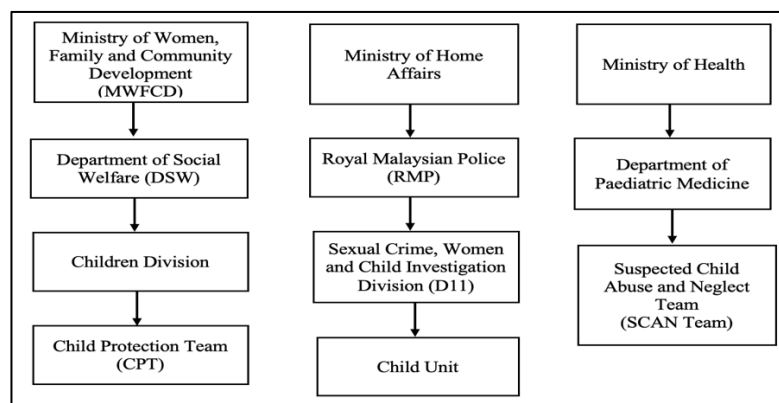 Ministry of Women,
Family and Community
Development
(MWFCD)
Department of Social
Welfare (DSW)
Children Division
Child Protection Team
(CPT)
Ministry of Home
Affairs
Royal Malaysian Police
(RMP)
Sexual Crime, Women
and Child Investigation
Division (D11)
Child Unit
Ministry of Health
Department of
Paediatric Medicine
Suspected Child
Abuse and Neglect
Team
(SCAN Team)